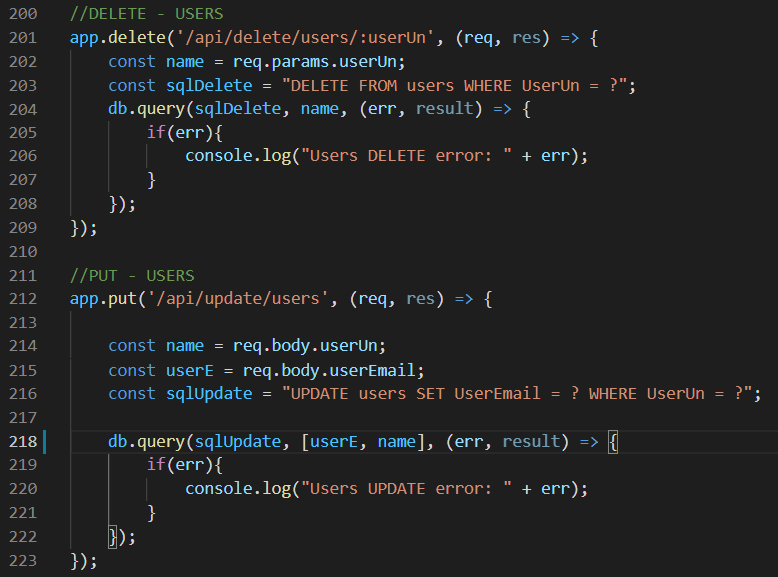 200 //DELETE - USERS
201 app.delete('/api/delete/users/:userUn', (req, res) => {
202     const name = req.params.userUn;
203     const sqlDelete = "DELETE FROM users WHERE UserUn = ?";
204     db.query(sqlDelete, name, (err, result) => {
205         if(err){
206             console.log("Users DELETE error: " + err);
207         }
208     });
209 });
210
211 //PUT - USERS
212 app.put('/api/update/users', (req, res) => {
213
214     const name = req.body.userUn;
215     const userE = req.body.userEmail;
216     const sqlUpdate = "UPDATE users SET UserEmail = ? WHERE UserUn = ?";
217
218     db.query(sqlUpdate, [userE, name], (err, result) => {
219         if(err){
220             console.log("Users UPDATE error: " + err);
221         }
222     });
223 });